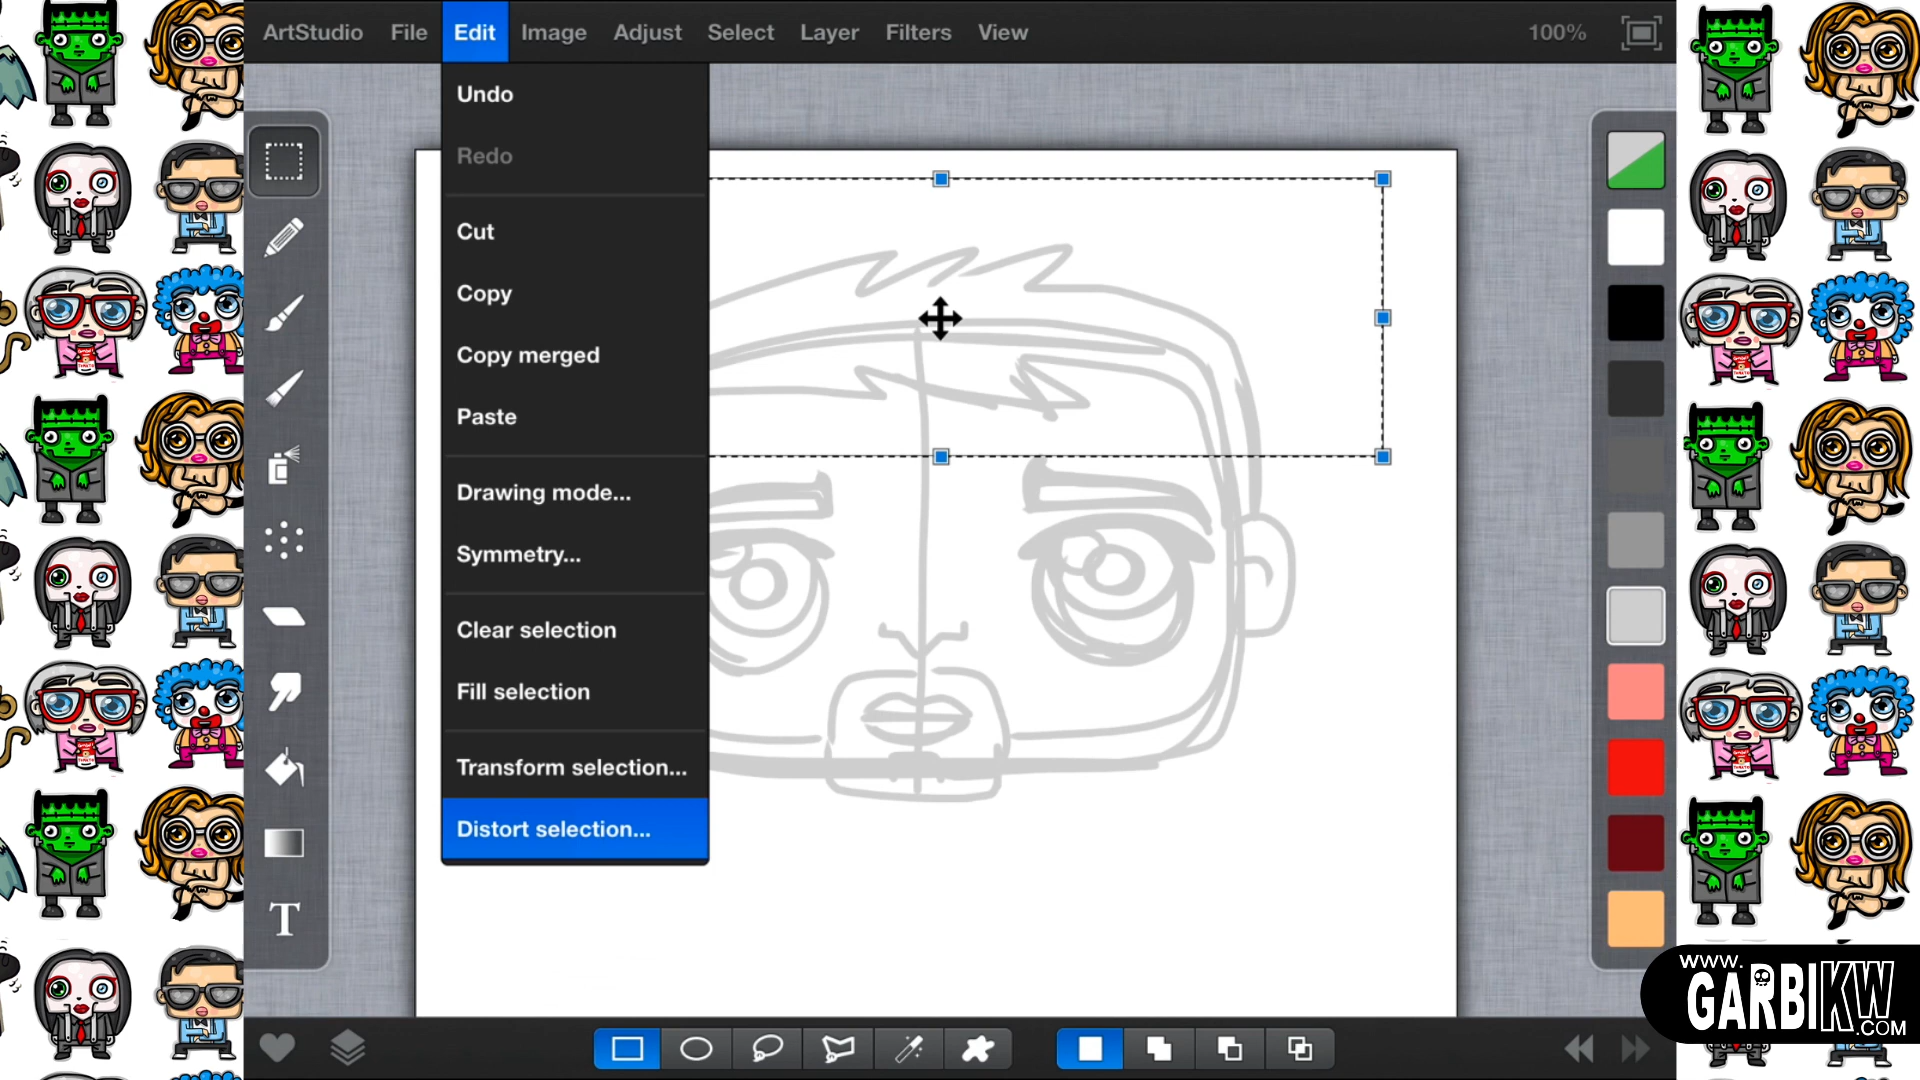 ArtStudio File Edit Image Adjust Select Layer Filters View 100%
Undo
Redo
Cut
Copy
Copy merged
Paste
Drawing mode...
Symmetry...
Clear selection
Fill selection
Transform selection...
Distort selection...
T
www.
GARBIKW
.COM